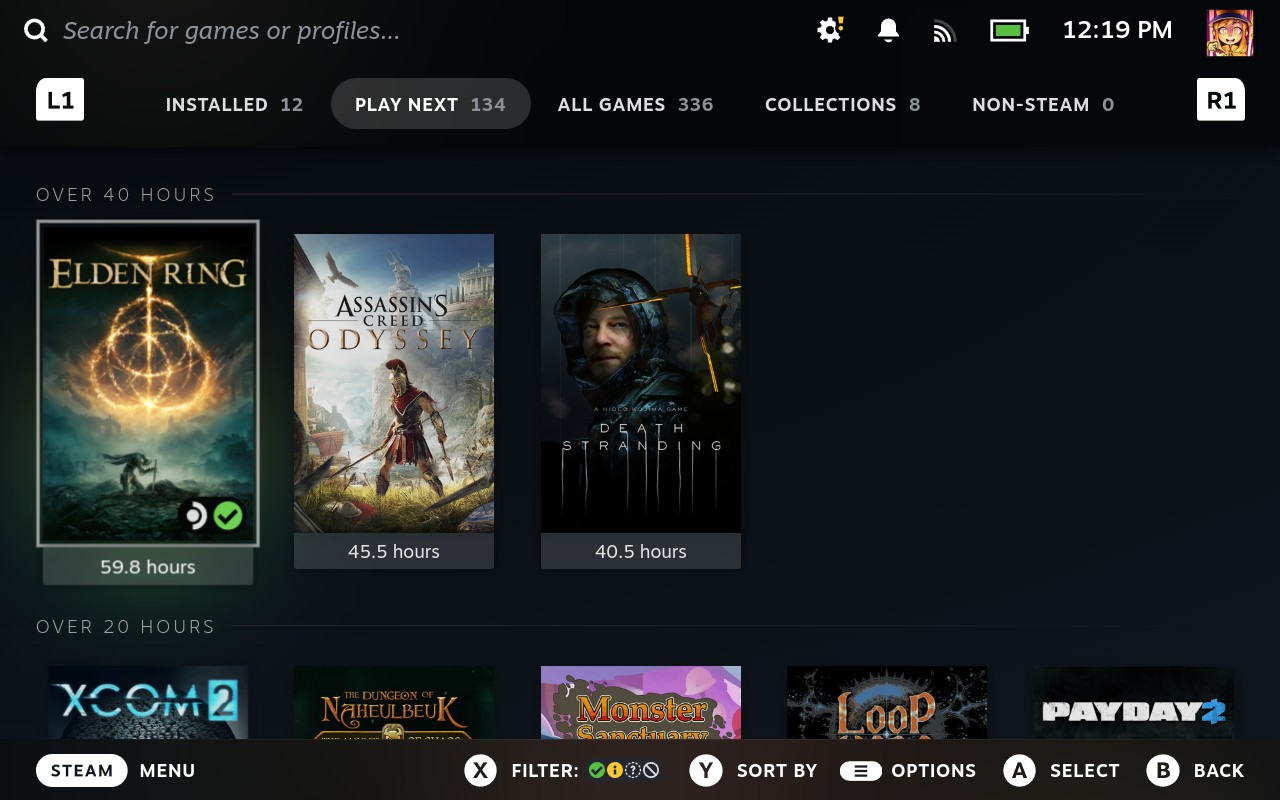 Search for games or profiles...
12:19 PM
L1
INSTALLED 12
PLAY NEXT 134
ALL GAMES 336
COLLECTIONS 8
NON-STEAM 0
R1
OVER 40 HOURS
ELDEN RING
59.8 hours
ASSASSIN'S
CREED
ODYSSEY
45.5 hours
A HIDEO KOJIMA GAME
DEATH
STRANDING
40.5 hours
OVER 20 HOURS
XCOM 2
THE DUNGEON OF
NAHEULBEUK
Monster
Sanctuary
LOOP
PAYDAY 2
STEAM MENU
X FILTER:
Y SORT BY
OPTIONS
A SELECT
B BACK